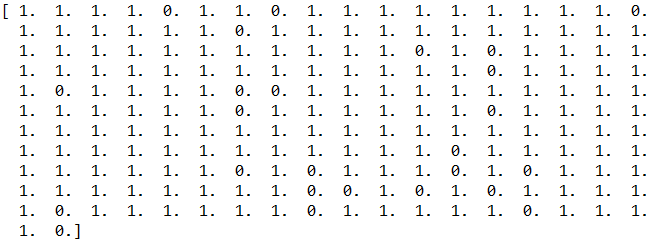 [ 1. 1. 1. 1. 0. 1. 1. 0. 1. 1. 1. 1. 1. 1. 1. 1. 1. 0.
1. 1. 1. 1. 1. 1. 0. 1. 1. 1. 1. 1. 1. 1. 1. 1. 1. 1.
1. 1. 1. 1. 1. 1. 1. 1. 1. 1. 1. 0. 1. 0. 1. 1. 1. 1.
1. 1. 1. 1. 1. 1. 1. 1. 1. 1. 1. 1. 1. 0. 1. 1. 1. 1.
1. 0. 1. 1. 1. 1. 0. 0. 1. 1. 1. 1. 1. 1. 1. 1. 1. 1.
1. 1. 1. 1. 1. 1. 0. 1. 1. 1. 1. 1. 1. 0. 1. 1. 1. 1.
1. 1. 1. 1. 1. 1. 1. 1. 1. 1. 1. 1. 1. 1. 1. 1. 1. 1.
1. 1. 1. 1. 1. 1. 1. 1. 1. 1. 1. 1. 0. 1. 1. 1. 1. 1.
1. 1. 1. 1. 1. 1. 0. 1. 0. 1. 1. 1. 0. 1. 0. 1. 1. 1.
1. 1. 1. 1. 1. 1. 1. 1. 0. 0. 1. 0. 1. 0. 1. 1. 1. 1.
1. 0. 1. 1. 1. 1. 1. 1. 0. 1. 1. 1. 1. 1. 0. 1. 1. 1.
1. 0.]